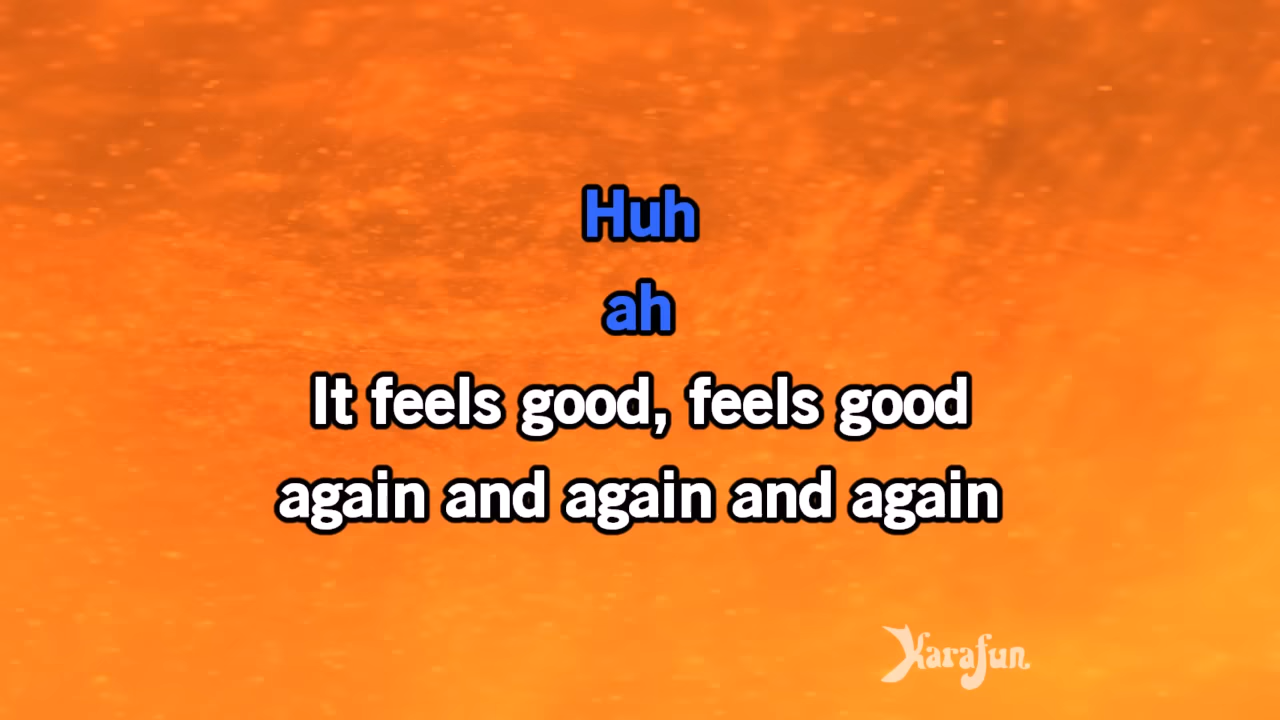 Huh
ah
It feels good, feels good
again and again and again
Karafun